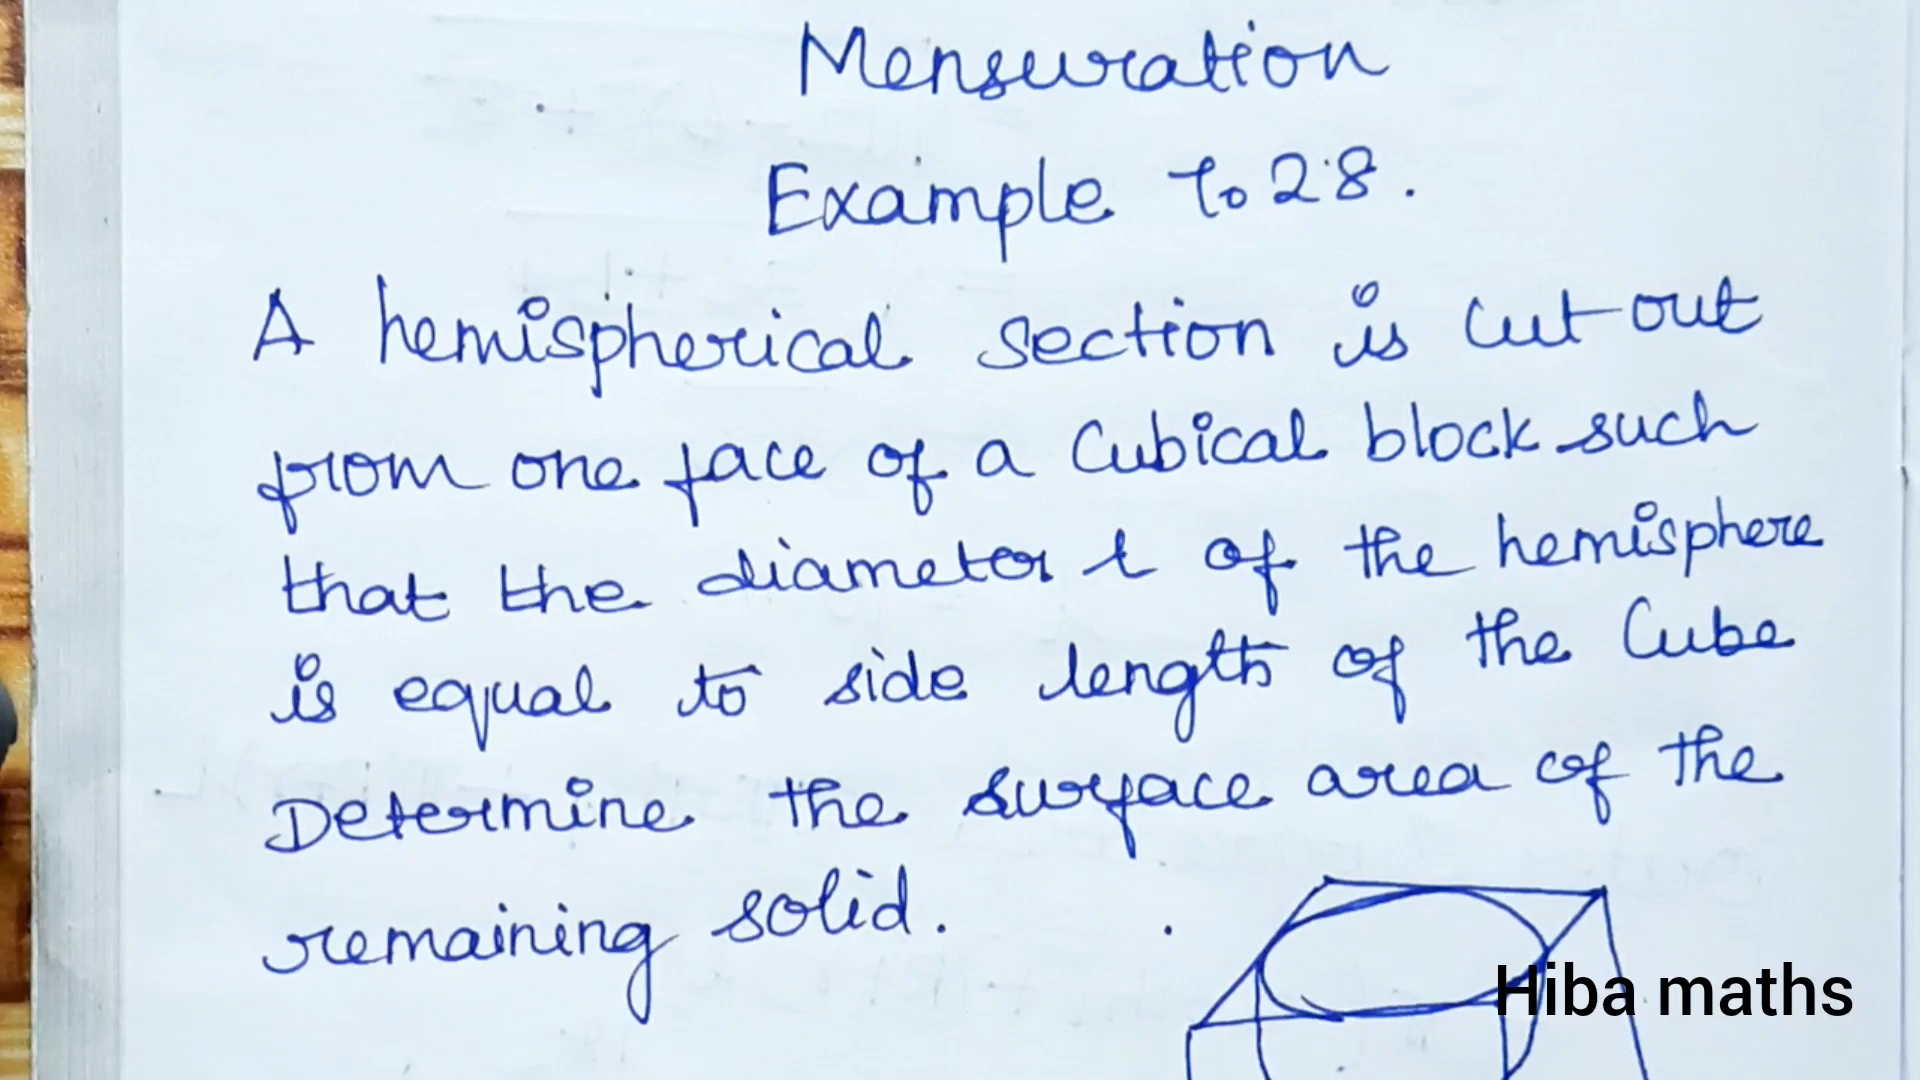 Mensuration
Example 7.28.
A hemispherical section is cut out
from one face of a Cubical block such
that the diameter l of the hemisphere
is equal to side length of the Cube
Determine the surface area of the
remaining solid.
Hiba maths